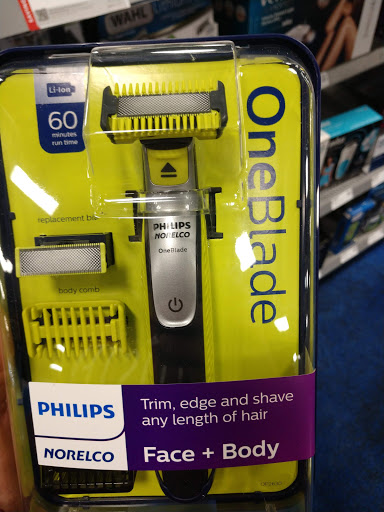 Li-Ion
60
minutes
run time
OneBlade
PHILIPS
NORELCO
OneBlade
body comb
PHILIPS
NORELCO
Trim, edge and shave
any length of hair
Face + Body
WAHL
replacement